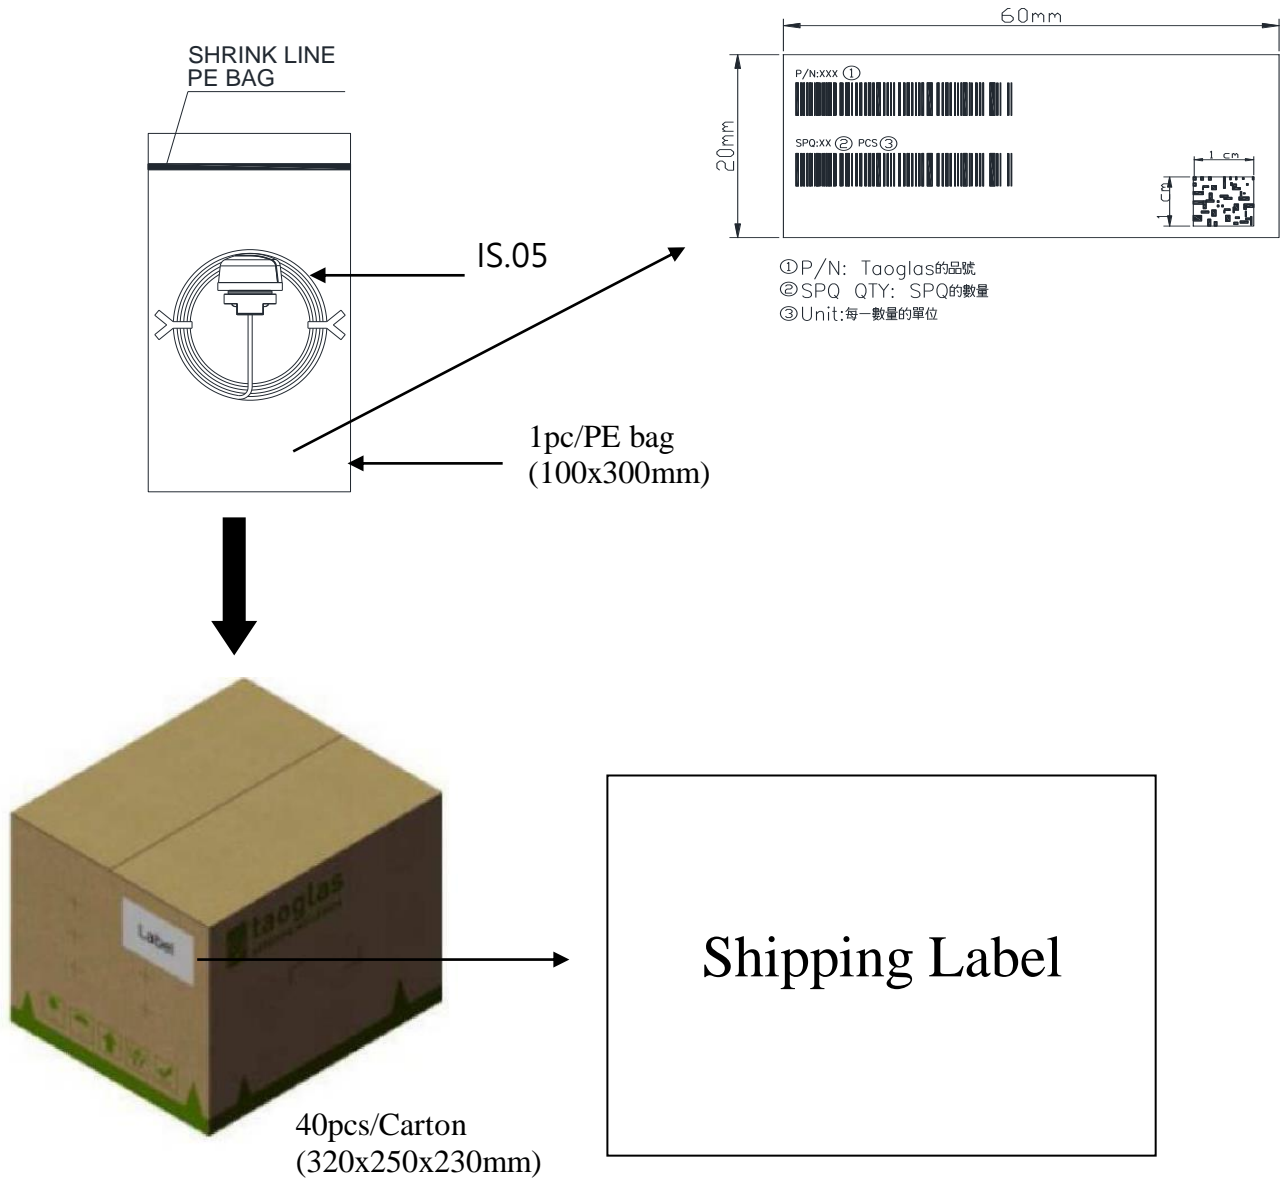 60mm
SHRINK LINE
PE BAG
P/N:XXX ①
20mm
SPQ:XX ② PCS③
1 cm
1 cm
IS.05
①P/N: Taoglas的品號
②SPQ QTY: SPQ的數量
③Unit:每一數量的單位
1pc/PE bag
(100x300mm)
taoglas
Label
Shipping Label
40pcs/Carton
(320x250x230mm)